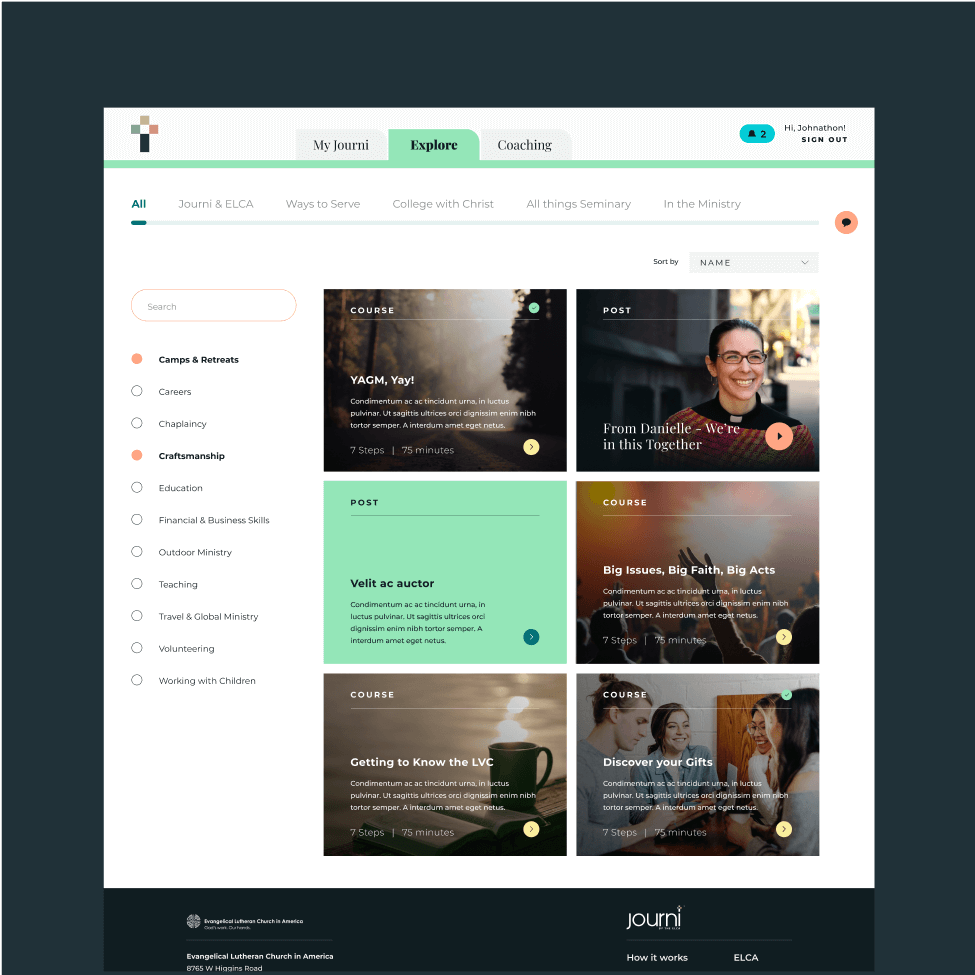 My Journi
Explore
Coaching
2
Hi, Johnathon!
SIGN OUT
All
Journi & ELCA
Ways to Serve
College with Christ
All things Seminary
In the Ministry
Sort by
NAME
Search
Camps & Retreats
Careers
Chaplaincy
Craftsmanship
Education
Financial & Business Skills
Outdoor Ministry
Teaching
Travel & Global Ministry
Volunteering
Working with Children
COURSE
YAGM, Yay!
Condimentum ac ac tincidunt urna, in luctus
pulvinar. Ut sagittis ultrices orci dignissim enim nibh
tortor semper. A interdum amet eget netus.
7 Steps | 75 minutes
POST
From Danielle - We're
in this Together
POST
Velit ac auctor
Condimentum ac ac tincidunt urna, in
luctus pulvinar. Ut sagittis ultrices orci
dignissim enim nibh tortor semper. A
interdum amet eget netus.
COURSE
Big Issues, Big Faith, Big Acts
Condimentum ac ac tincidunt urna, in luctus
pulvinar. Ut sagittis ultrices orci dignissim enim nibh
tortor semper. A interdum amet eget netus.
7 Steps | 75 minutes
COURSE
Getting to Know the LVC
Condimentum ac ac tincidunt urna, in luctus
pulvinar. Ut sagittis ultrices orci dignissim enim nibh
tortor semper. A interdum amet eget netus.
7 Steps | 75 minutes
COURSE
Discover your Gifts
Condimentum ac ac tincidunt urna, in luctus
pulvinar. Ut sagittis ultrices orci dignissim enim nibh
tortor semper. A interdum amet eget netus.
7 Steps | 75 minutes
Evangelical Lutheran Church in America
God's work. Our hands.
Evangelical Lutheran Church in America
8765 W Higgins Road
journi
BY THE ELCA
How it works
ELCA